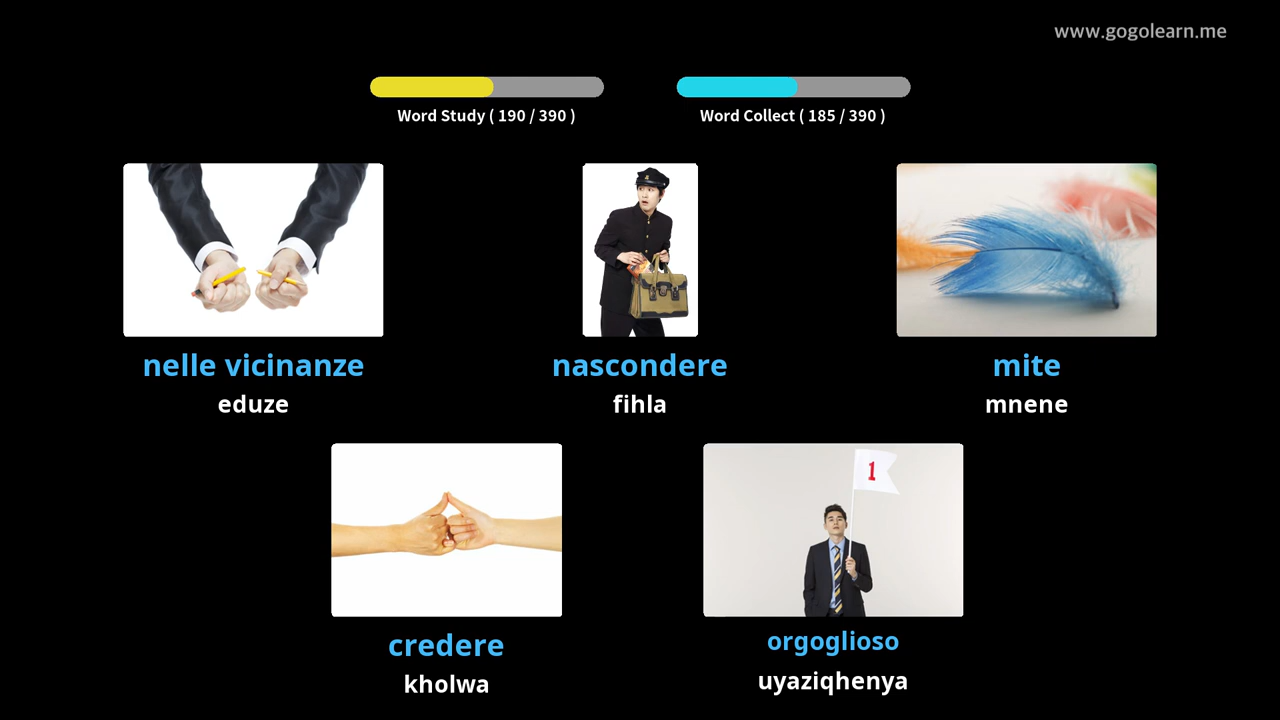 www.gogolearn.me
Word Study ( 190 / 390 )
Word Collect ( 185 / 390 )
nelle vicinanze
eduze
nascondere
fihla
mite
mnene
1
credere
kholwa
orgoglioso
uyaziqhenya